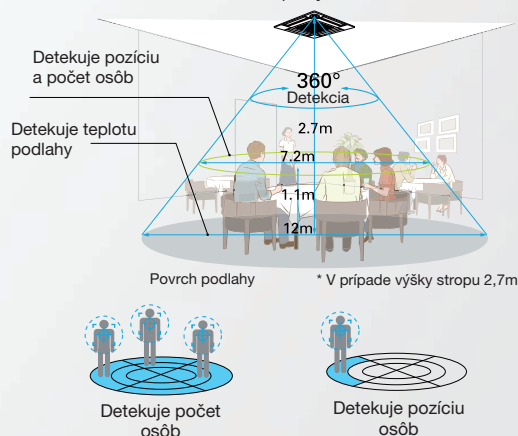 360°
Detekcia
Detekuje pozíciu
a počet osôb
2.7m
Detekuje teplotu
podlahy
7.2m
1.1m
12m
Povrch podlahy
* V prípade výšky stropu 2,7m
Detekuje počet
osôb
Detekuje pozíciu
osôb